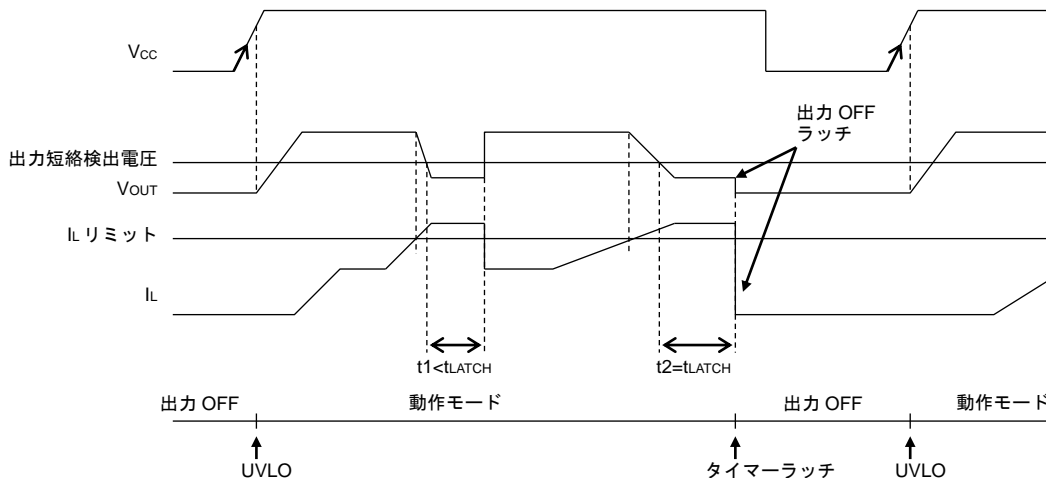 VCC
出力 OFF
ラッチ
出力短絡検出電圧
VOUT
IL リミット
IL
t1<tLATCH
t2=tLATCH
出力 OFF
動作モード
出力 OFF
動作モード
UVLO
タイマーラッチ
UVLO